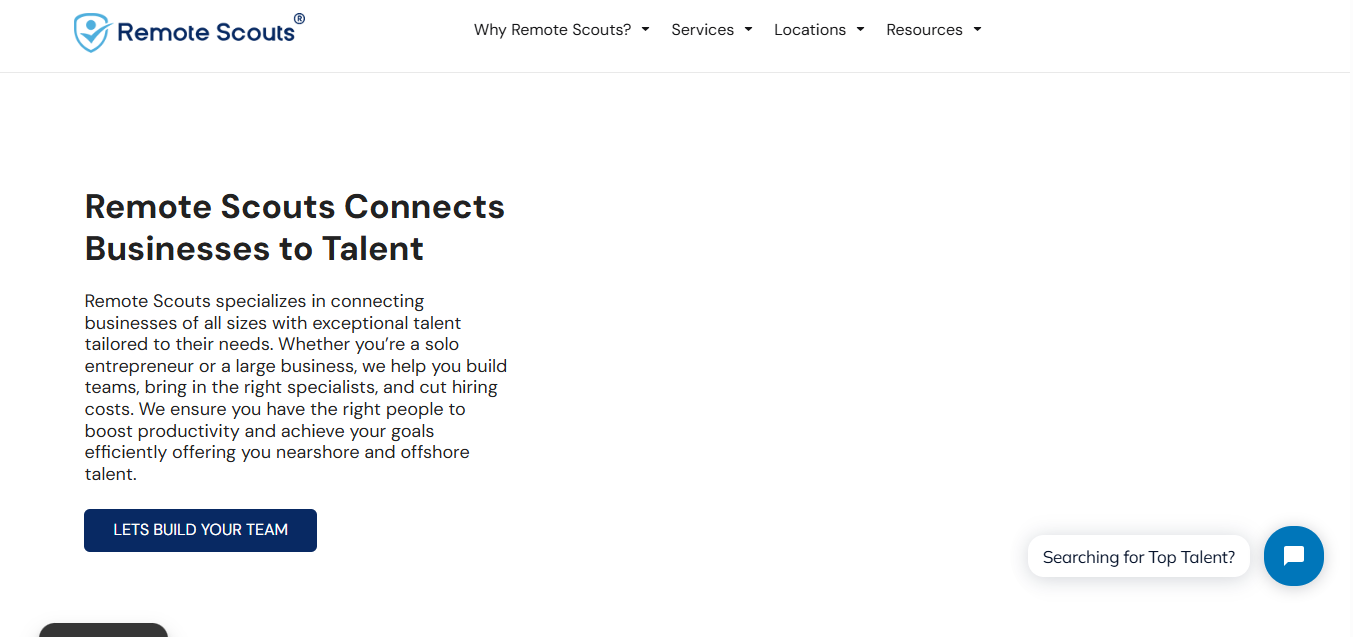 Remote Scouts®
Why Remote Scouts? Services Locations Resources
Remote Scouts Connects
Businesses to Talent
Remote Scouts specializes in connecting
businesses of all sizes with exceptional talent
tailored to their needs. Whether you’re a solo
entrepreneur or a large business, we help you build
teams, bring in the right specialists, and cut hiring
costs. We ensure you have the right people to
boost productivity and achieve your goals
efficiently offering you nearshore and offshore
talent.
LETS BUILD YOUR TEAM
Searching for Top Talent?